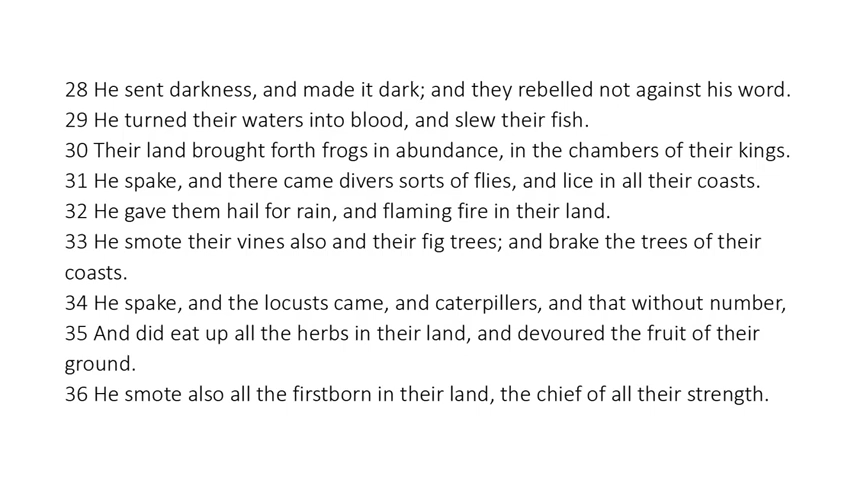 28 He sent darkness, and made it dark; and they rebelled not against his word.
29 He turned their waters into blood, and slew their fish.
30 Their land brought forth frogs in abundance, in the chambers of their kings.
31 He spake, and there came divers sorts of flies, and lice in all their coasts.
32 He gave them hail for rain, and flaming fire in their land.
33 He smote their vines also and their fig trees; and brake the trees of their
coasts.
34 He spake, and the locusts came, and caterpillers, and that without number,
35 And did eat up all the herbs in their land, and devoured the fruit of their
ground.
36 He smote also all the firstborn in their land, the chief of all their strength.